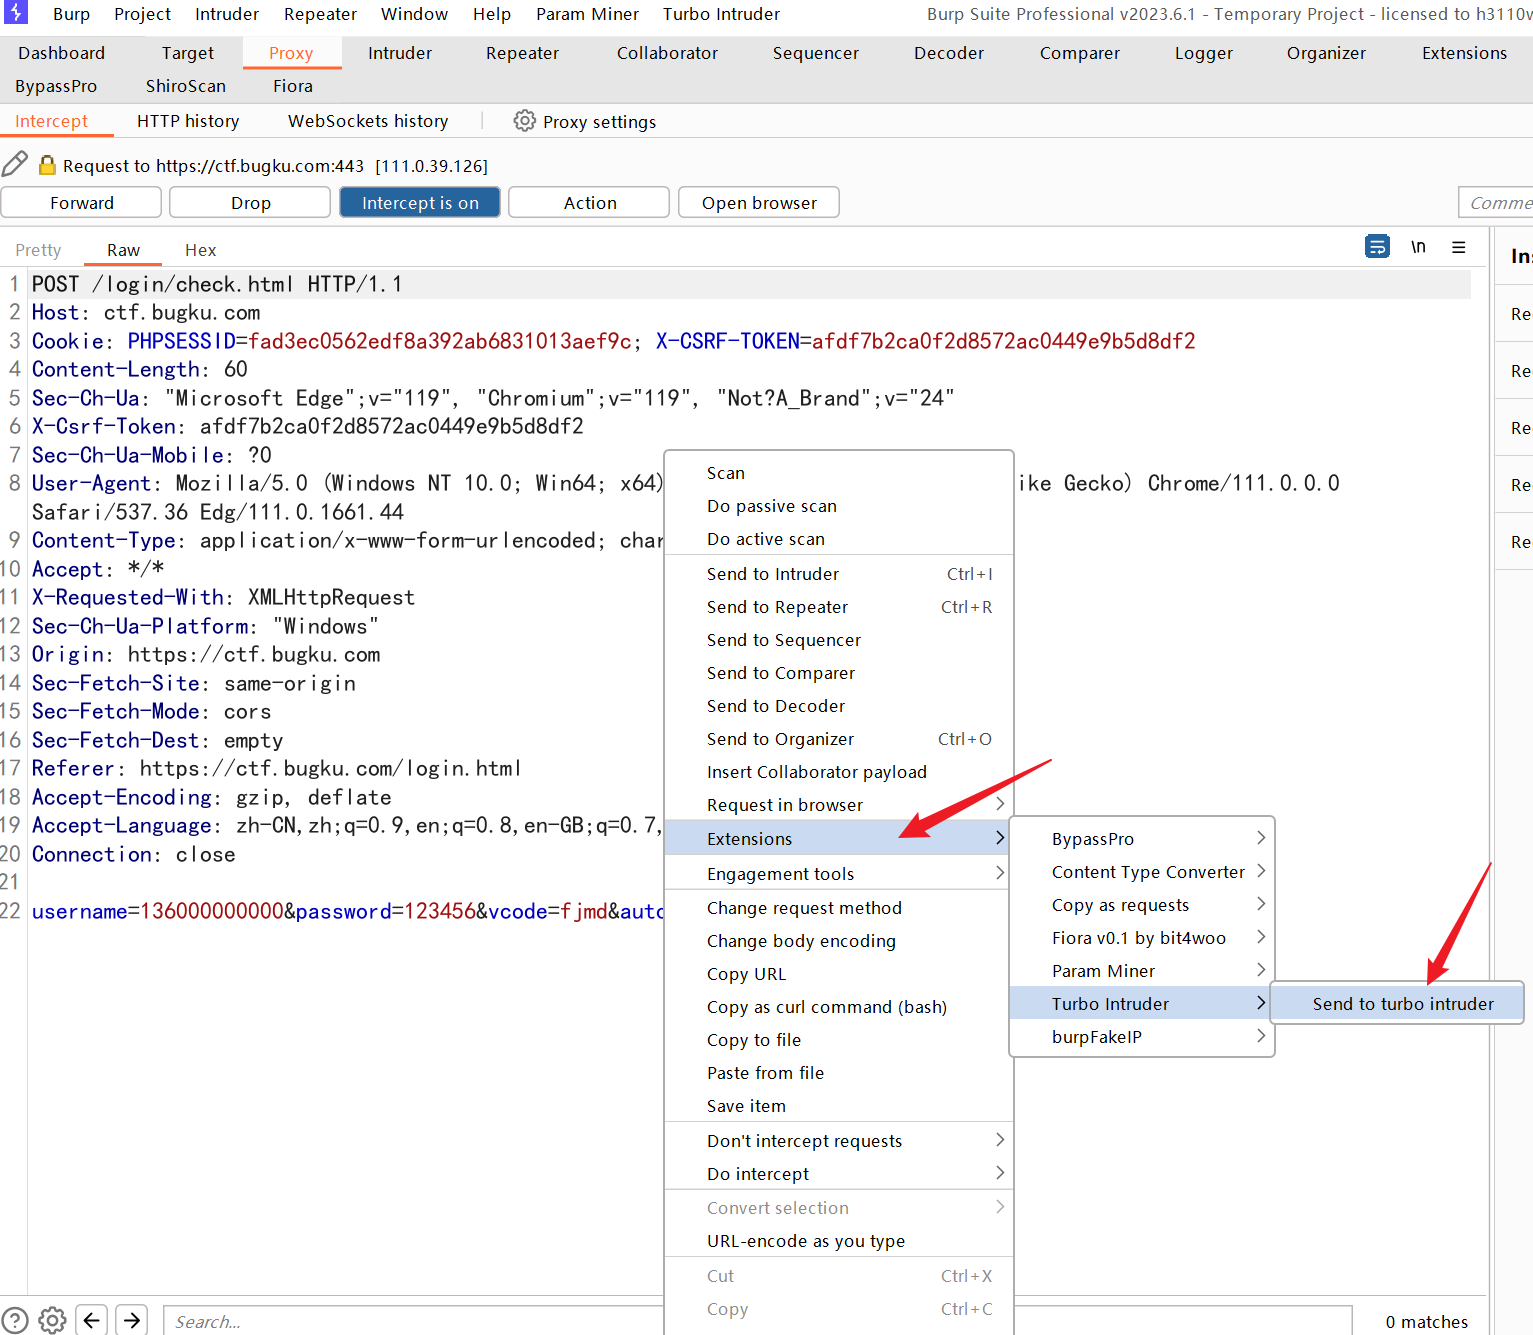 Burp Project Intruder Repeater Window Help Param Miner Turbo Intruder Burp Suite Professional v2023.6.1 - Temporary Project - licensed to h3110w
Dashboard Target Proxy Intruder Repeater Collaborator Sequencer Decoder Comparer Logger Organizer Extensions
BypassPro ShiroScan Fiora
Intercept HTTP history WebSockets history Proxy settings
Request to https://ctf.bugku.com:443 [111.0.39.126]
Forward Drop Intercept is on Action Open browser Comme
Pretty Raw Hex \n
Ins
1 POST /login/check.html HTTP/1.1
2 Host: ctf.bugku.com
Re
3 Cookie: PHPSESSID=fad3ec0562edf8a392ab6831013aef9c; X-CSRF-TOKEN=afdf7b2ca0f2d8572ac0449e9b5d8df2
4 Content-Length: 60
Re
5 Sec-Ch-Ua: "Microsoft Edge";v="119", "Chromium";v="119", "Not?A_Brand";v="24"
6 X-Csrf-Token: afdf7b2ca0f2d8572ac0449e9b5d8df2
Re
7 Sec-Ch-Ua-Mobile: ?0
8 User-Agent: Mozilla/5.0 (Windows NT 10.0; Win64; x64) ike Gecko) Chrome/111.0.0.0
Re
Safari/537.36 Edg/111.0.1661.44
9 Content-Type: application/x-www-form-urlencoded; char
Re
10 Accept: */*
11 X-Requested-With: XMLHttpRequest
12 Sec-Ch-Ua-Platform: "Windows"
13 Origin: https://ctf.bugku.com
14 Sec-Fetch-Site: same-origin
15 Sec-Fetch-Mode: cors
16 Sec-Fetch-Dest: empty
17 Referer: https://ctf.bugku.com/login.html
18 Accept-Encoding: gzip, deflate
19 Accept-Language: zh-CN,zh;q=0.9,en;q=0.8,en-GB;q=0.7,
20 Connection: close
21
22 username=136000000000&password=123456&vcode=fjmd&auto
Scan
Do passive scan
Do active scan
Send to Intruder Ctrl+I
Send to Repeater Ctrl+R
Send to Sequencer
Send to Comparer
Send to Decoder
Send to Organizer Ctrl+O
Insert Collaborator payload
Request in browser
Extensions
Engagement tools
Change request method
Change body encoding
Copy URL
Copy as curl command (bash)
Copy to file
Paste from file
Save item
Don't intercept requests
Do intercept
Convert selection
URL-encode as you type
Cut Ctrl+X
Copy Ctrl+C
BypassPro
Content Type Converter
Copy as requests
Fiora v0.1 by bit4woo
Param Miner
Turbo Intruder
burpFakeIP
Send to turbo intruder
Search... 0 matches